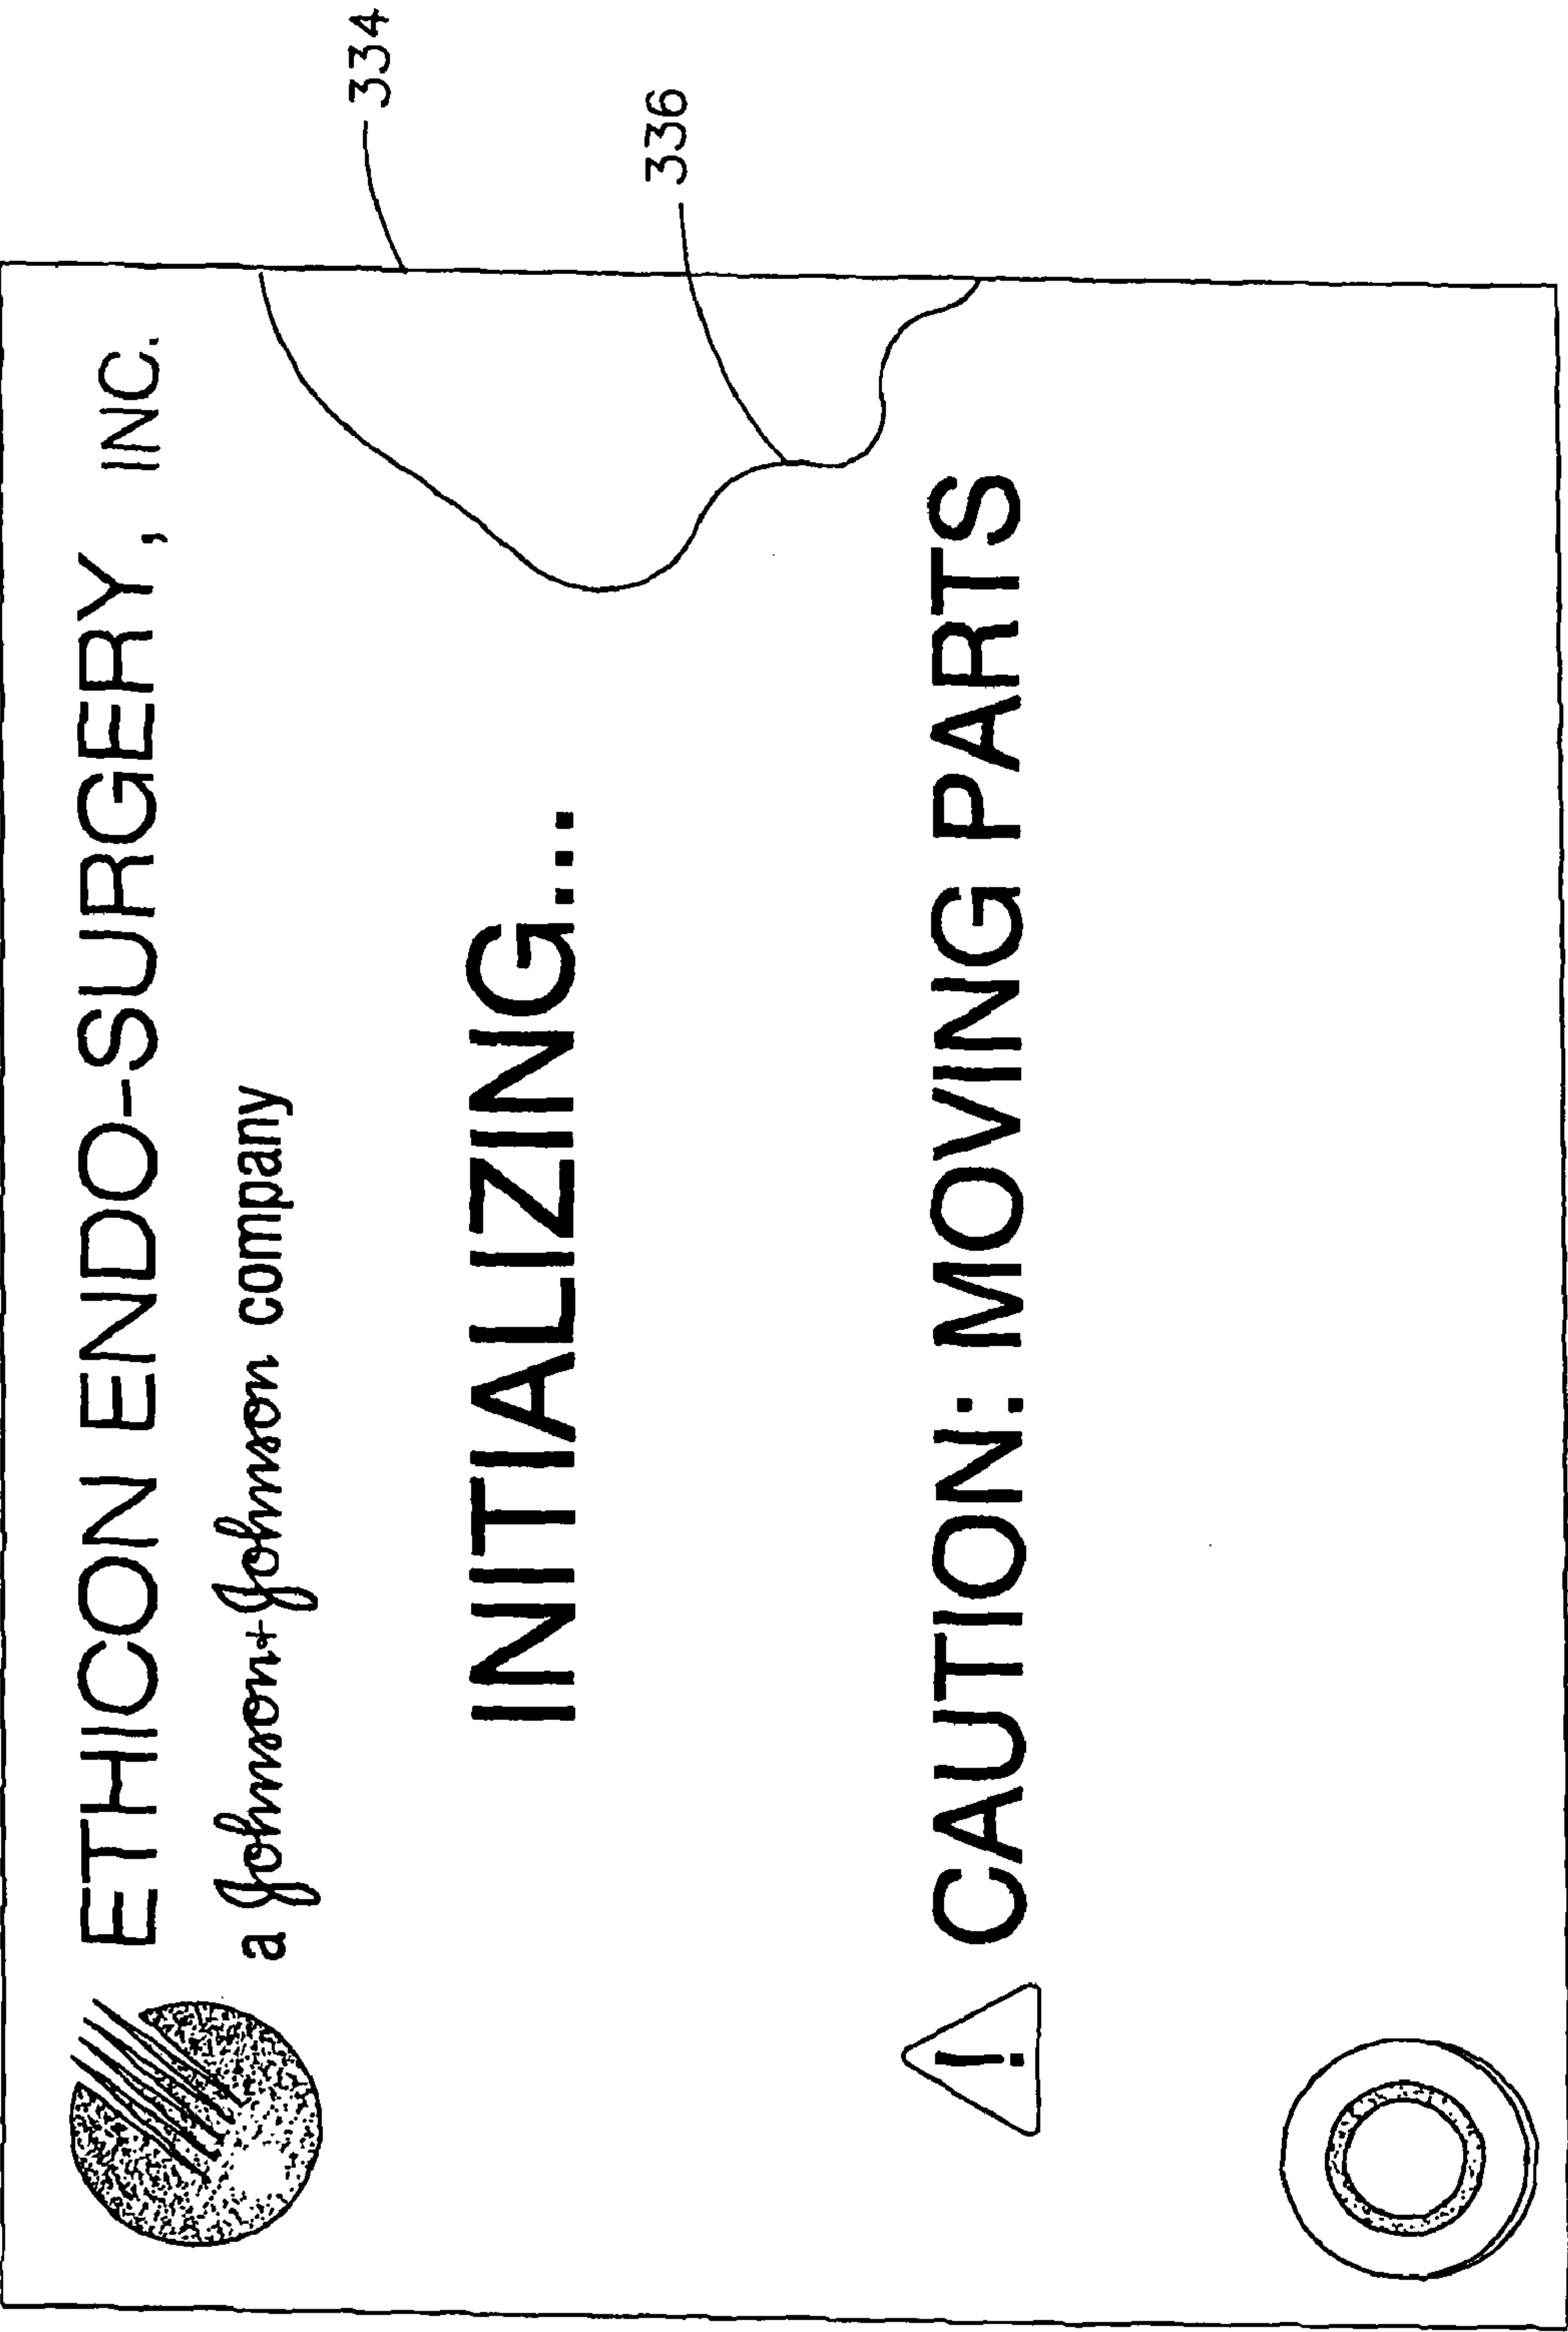 ETHICON ENDO-SURGERY, INC.
a Johnson & Johnson company
334
INITIALIZING...
336
! CAUTION: MOVING PARTS